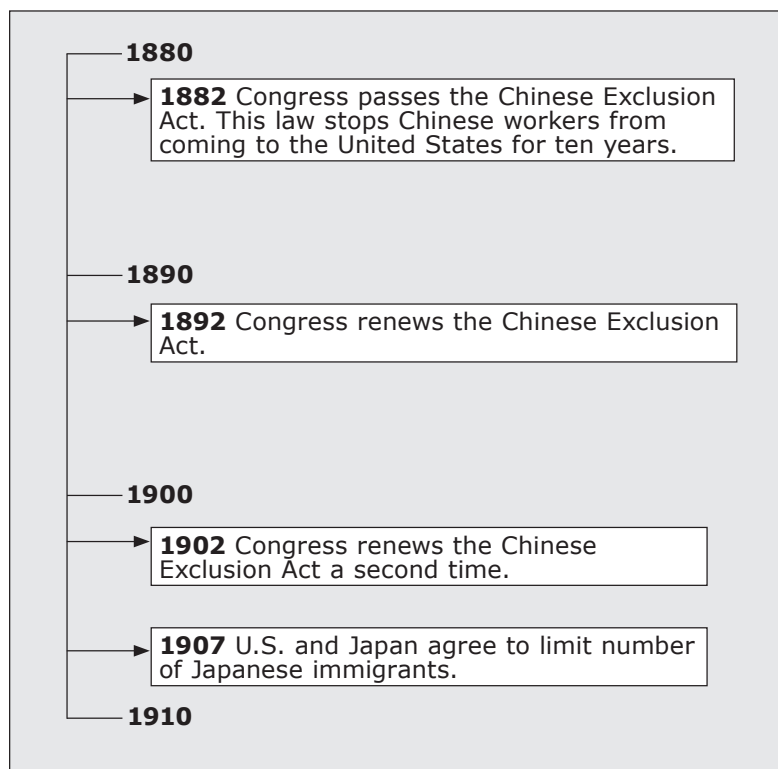 1880
1882 Congress passes the Chinese Exclusion
Act. This law stops Chinese workers from
coming to the United States for ten years.
1890
1892 Congress renews the Chinese Exclusion
Act.
1900
1902 Congress renews the Chinese
Exclusion Act a second time.
1907 U.S. and Japan agree to limit number
of Japanese immigrants.
1910